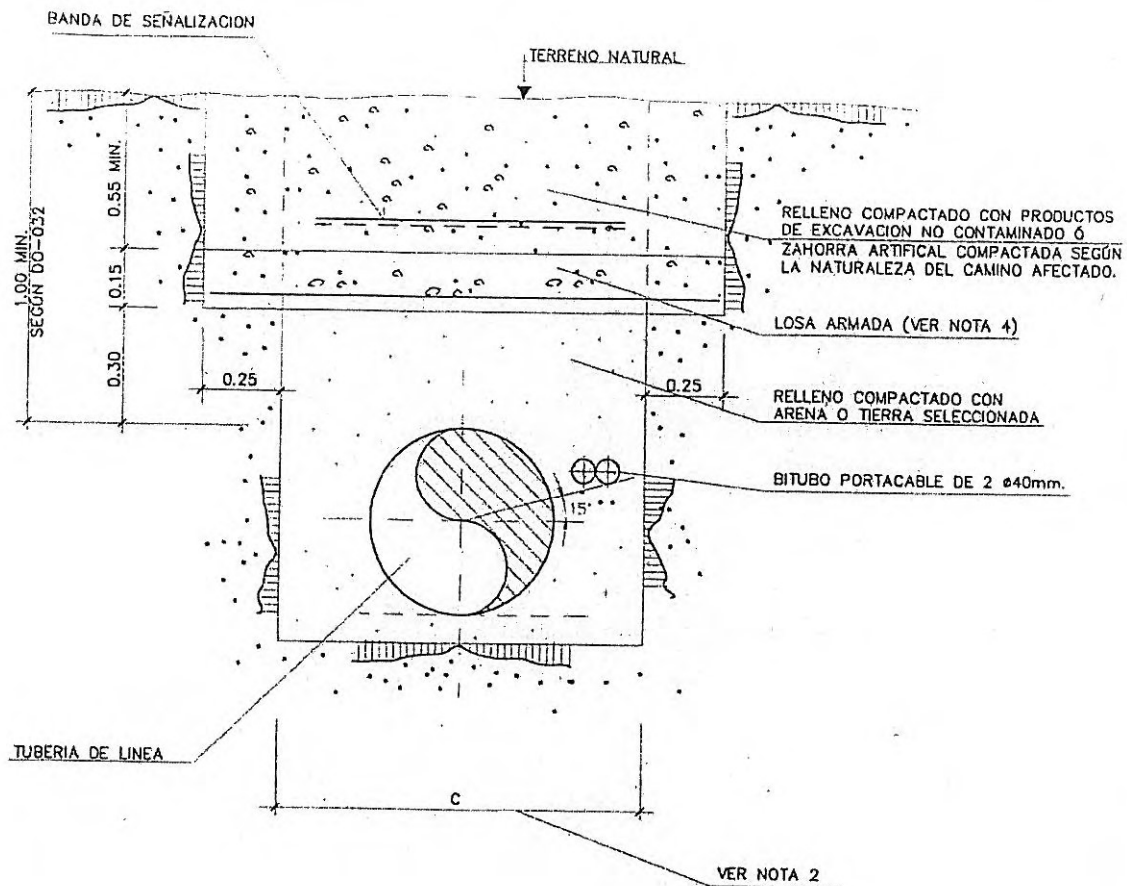 BANDA DE SEÑALIZACION
TERRENO NATURAL
1.00 MIN.
SEGÚN DO-032
0.55 MIN.
0.15
0.30
0.25
0.25
RELLENO COMPACTADO CON PRODUCTOS
DE EXCAVACION NO CONTAMINADO Ó
ZAHORRA ARTIFICAL COMPACTADA SEGÚN
LA NATURALEZA DEL CAMINO AFECTADO.
LOSA ARMADA (VER NOTA 4)
RELLENO COMPACTADO CON
ARENA O TIERRA SELECCIONADA
BITUBO PORTACABLE DE 2 ø40mm.
15°
TUBERIA DE LINEA
C
VER NOTA 2